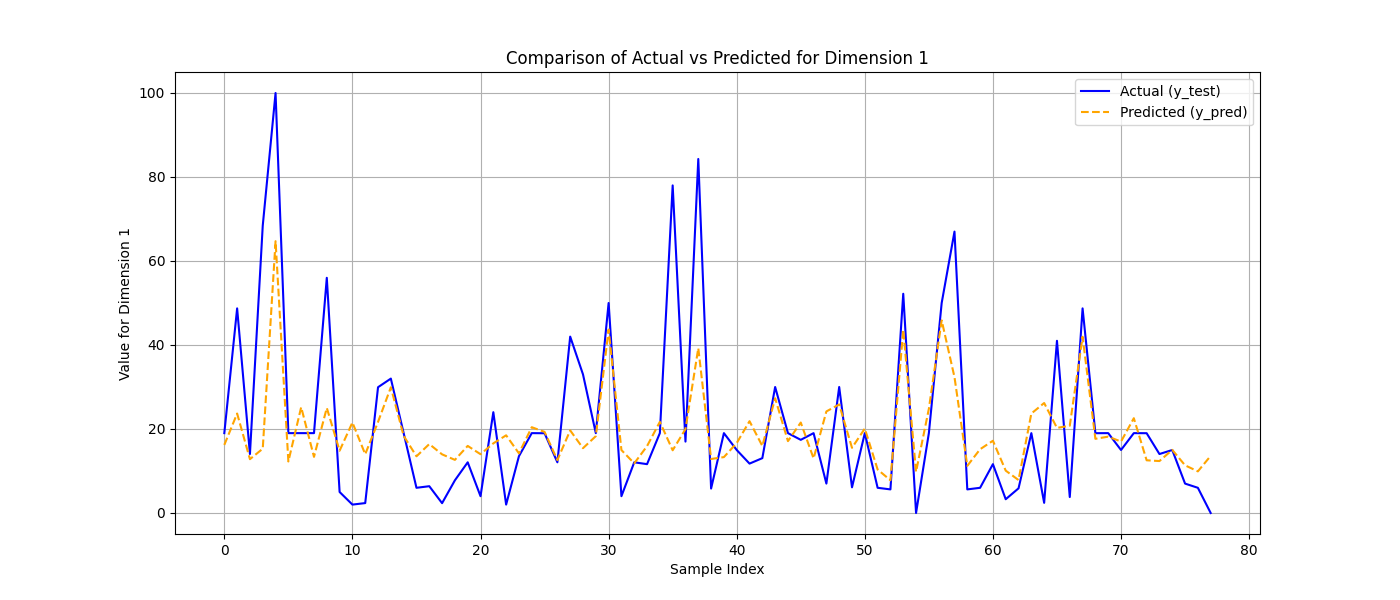 Comparison of Actual vs Predicted for Dimension 1
Actual (y_test)
Predicted (y_pred)
Value for Dimension 1
100
80
60
40
20
0
0 10 20 30 40 50 60 70 80
Sample Index